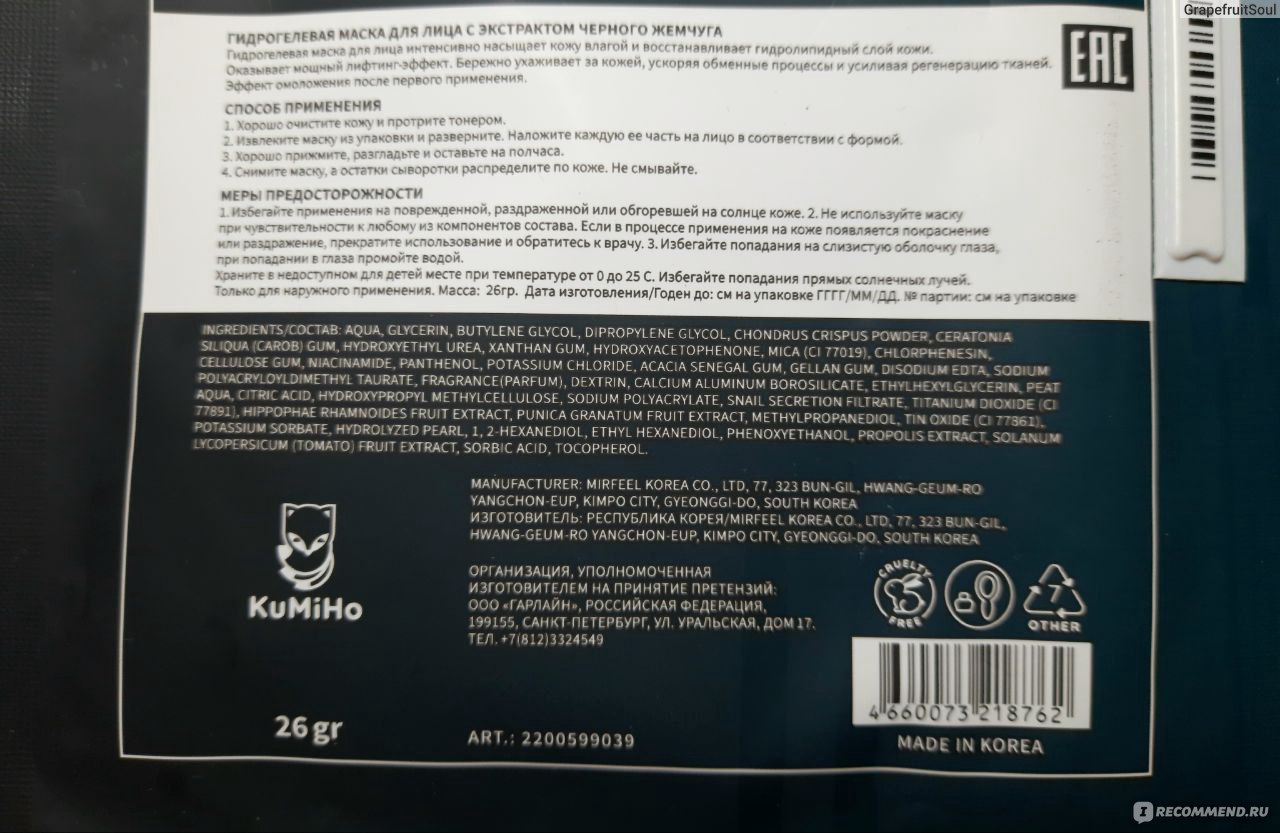 GrapefruitSoul
ГИДРОГЕЛЕВАЯ МАСКА ДЛЯ ЛИЦА С ЭКСТРАКТОМ ЧЕРНОГО ЖЕМЧУГА
Гидрогелевая маска для лица интенсивно насыщает кожу влагой и восстанавливает гидролипидный слой кожи.
Оказывает мощный лифтинг-эффект. Бережно ухаживает за кожей, ускоряя обменные процессы и усиливая регенерацию тканей.
Эффект омоложения после первого применения.
EAC
СПОСОБ ПРИМЕНЕНИЯ
1. Хорошо очистите кожу и протрите тонером.
2. Извлеките маску из упаковки и разверните. Наложите каждую ее часть на лицо в соответствии с формой.
3. Хорошо прижмите, разгладьте и оставьте на полчаса.
4. Снимите маску, а остатки сыворотки распределите по коже. Не смывайте.
МЕРЫ ПРЕДОСТОРОЖНОСТИ
1. Избегайте применения на поврежденной, раздраженной или обгоревшей на солнце коже. 2. Не используйте маску
при чувствительности к любому из компонентов состава. Если в процессе применения на коже появляется покраснение
или раздражение, прекратите использование и обратитесь к врачу. 3. Избегайте попадания на слизистую оболочку глаза,
при попадании в глаза промойте водой.
Храните в недоступном для детей месте при температуре от 0 до 25 С. Избегайте попадания прямых солнечных лучей.
Только для наружного применения. Масса: 26гр. Дата изготовления/Годен до: см на упаковке ГГГГ/ММ/ДД. № партии: см на упаковке
INGREDIENTS/СОСТАВ: AQUA, GLYCERIN, BUTYLENE GLYCOL, DIPROPYLENE GLYCOL, CHONDRUS CRISPUS POWDER, CERATONIA
SILIQUA (CAROB) GUM, HYDROXYETHYL UREA, XANTHAN GUM, HYDROXYACETOPHENONE, MICA (CI 77019), CHLORPHENESIN,
CELLULOSE GUM, NIACINAMIDE, PANTHENOL, POTASSIUM CHLORIDE, ACACIA SENEGAL GUM, GELLAN GUM, DISODIUM EDTA, SODIUM
POLYACRYLOYLDIMETHYL TAURATE, FRAGRANCE(PARFUM), DEXTRIN, CALCIUM ALUMINUM BOROSILICATE, ETHYLHEXYLGLYCERIN, PEAT
AQUA, CITRIC ACID, HYDROXYPROPYL METHYLCELLULOSE, SODIUM POLYACRYLATE, SNAIL SECRETION FILTRATE, TITANIUM DIOXIDE (CI
77891), HIPPOPHAE RHAMNOIDES FRUIT EXTRACT, PUNICA GRANATUM FRUIT EXTRACT, METHYLPROPANEDIOL, TIN OXIDE (CI 77861),
POTASSIUM SORBATE, HYDROLYZED PEARL, 1, 2-HEXANEDIOL, ETHYL HEXANEDIOL, PHENOXYETHANOL, PROPOLIS EXTRACT, SOLANUM
LYCOPERSICUM (TOMATO) FRUIT EXTRACT, SORBIC ACID, TOCOPHEROL.
MANUFACTURER: MIRFEEL KOREA CO., LTD, 77, 323 BUN-GIL, HWANG-GEUM-RO
YANGCHON-EUP, KIMPO CITY, GYEONGGI-DO, SOUTH KOREA
ИЗГОТОВИТЕЛЬ: РЕСПУБЛИКА КОРЕЯ/MIRFEEL KOREA CO., LTD, 77, 323 BUN-GIL,
HWANG-GEUM-RO YANGCHON-EUP, KIMPO CITY, GYEONGGI-DO, SOUTH KOREA
ОРГАНИЗАЦИЯ, УПОЛНОМОЧЕННАЯ
ИЗГОТОВИТЕЛЕМ НА ПРИНЯТИЕ ПРЕТЕНЗИЙ:
ООО «ГАРЛАЙН», РОССИЙСКАЯ ФЕДЕРАЦИЯ,
199155, САНКТ-ПЕТЕРБУРГ, УЛ. УРАЛЬСКАЯ, ДОМ 17.
ТЕЛ. +7(812)3324549
KuMiHo
CRUELTY
FREE
7
OTHER
4 660073 218762
26 gr
ART.: 2200599039
MADE IN KOREA
IRECOMMEND.RU